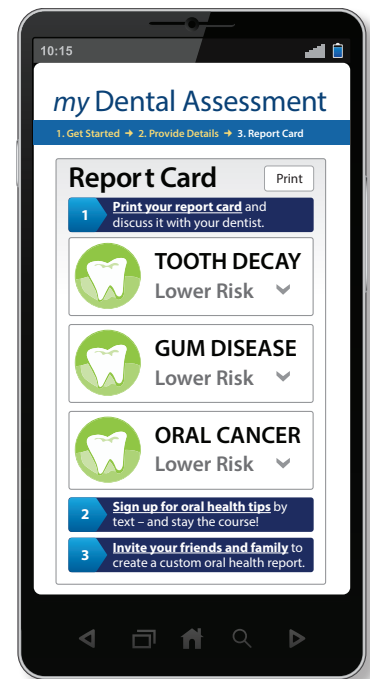 10:15
my Dental Assessment
1. Get Started → 2. Provide Details → 3. Report Card
Report Card
Print
1
Print your report card and
discuss it with your dentist.
TOOTH DECAY
Lower Risk
GUM DISEASE
Lower Risk
ORAL CANCER
Lower Risk
2
Sign up for oral health tips by
text – and stay the course!
3
Invite your friends and family to
create a custom oral health report.